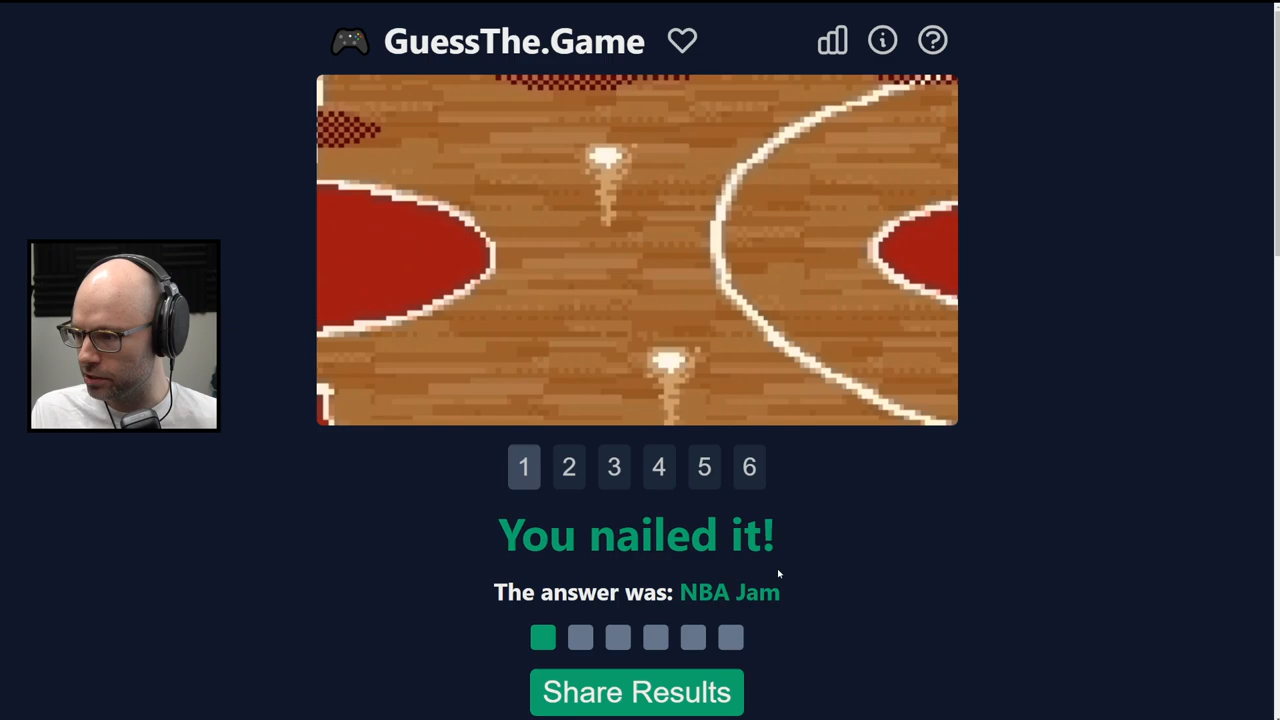 GuessThe.Game
1 2 3 4 5 6
You nailed it!
The answer was: NBA Jam
Share Results